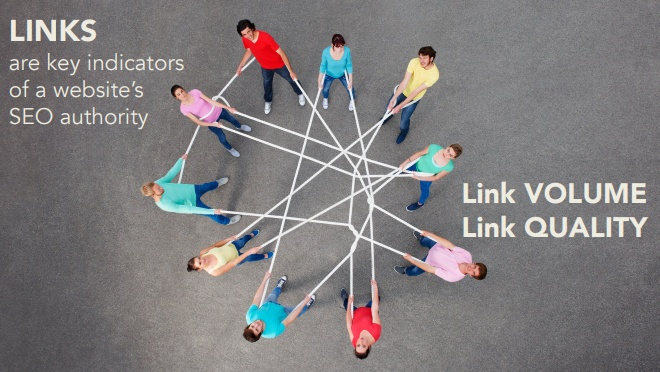 LINKS
are key indicators
of a website's
SEO authority
Link VOLUME
Link QUALITY